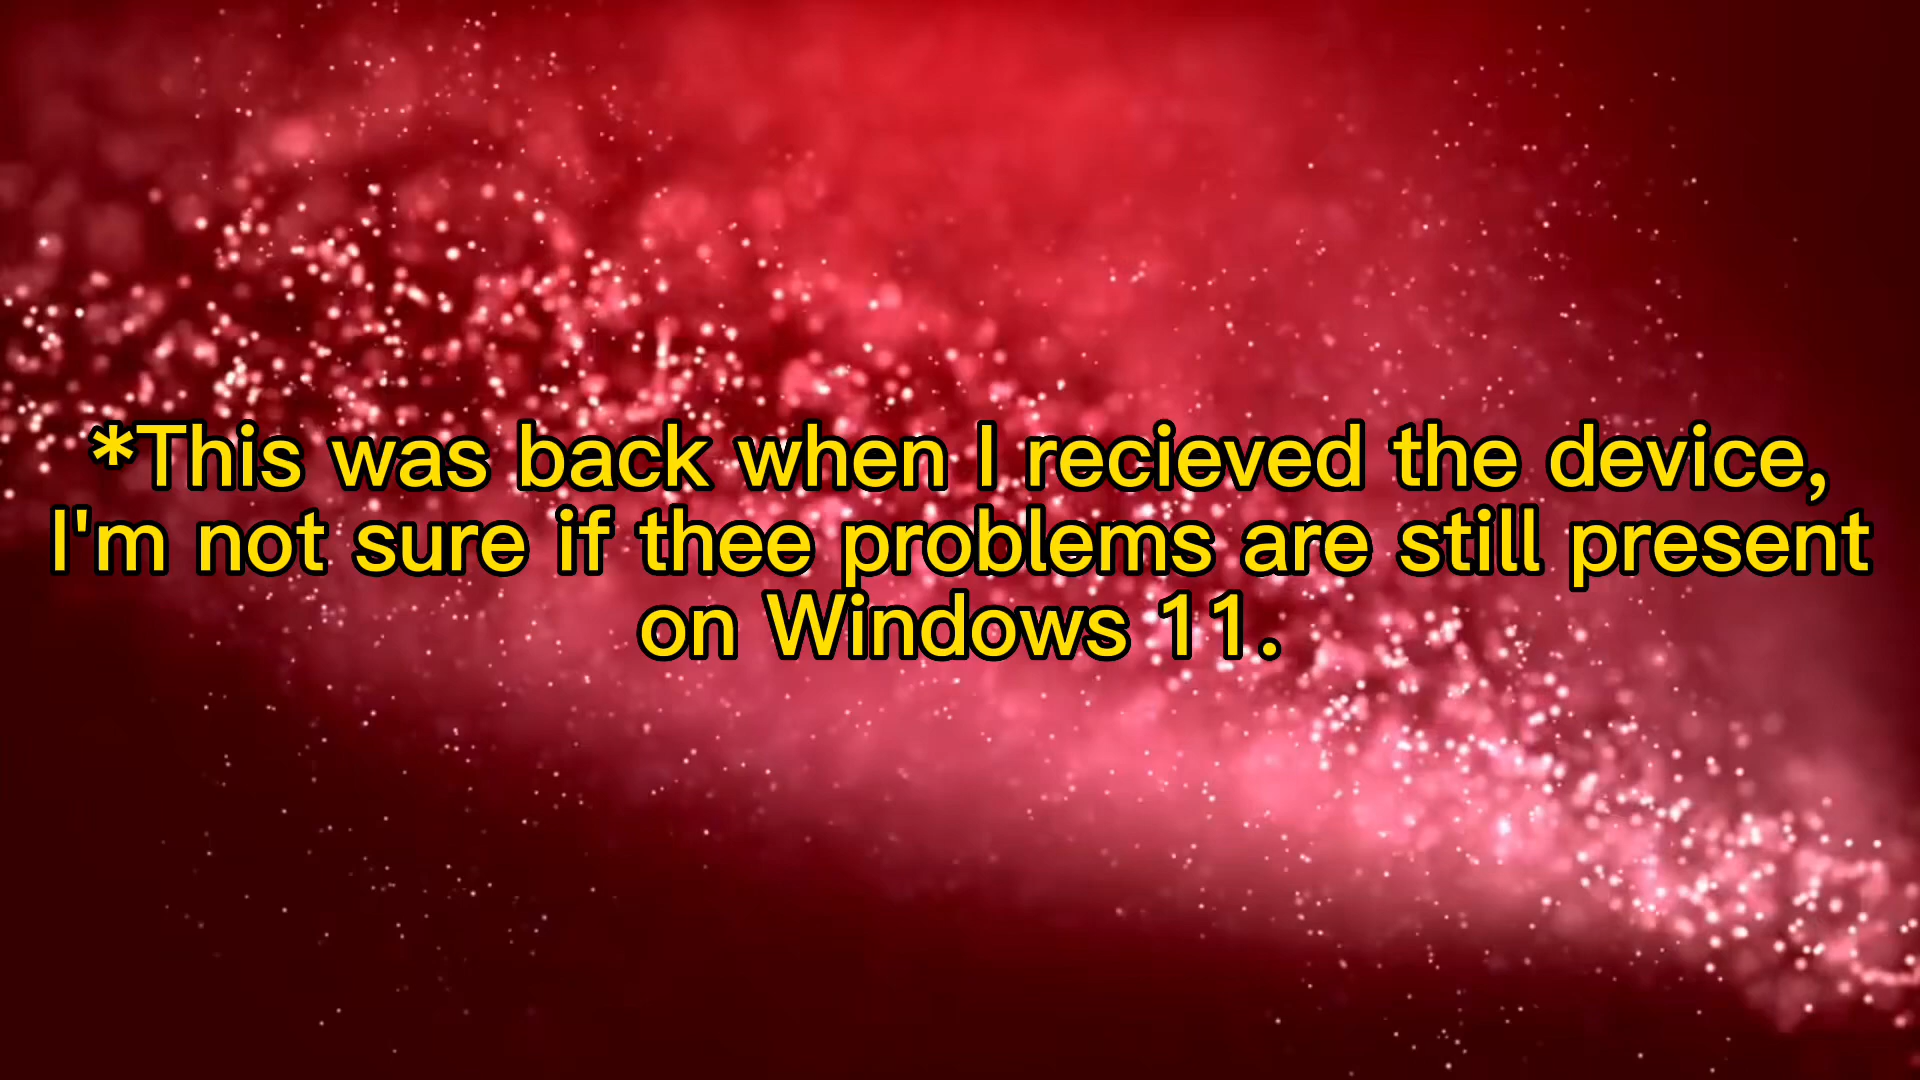 *This was back when I recieved the device,
I'm not sure if thee problems are still present
on Windows 11.